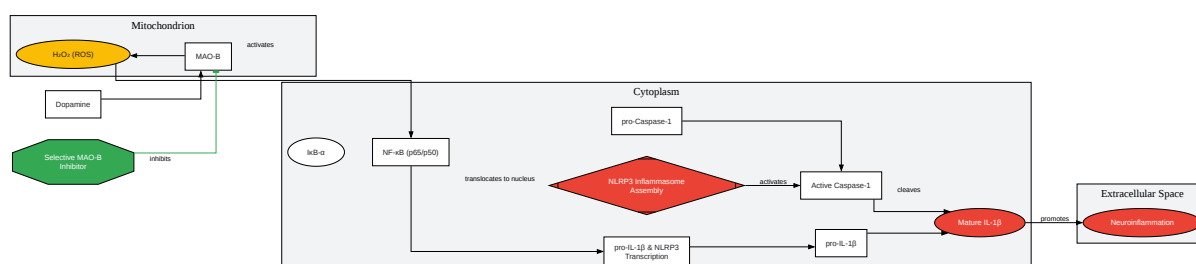 Mitochondrion
H₂O₂ (ROS)
MAO-B
activates
Dopamine
Selective MAO-B
Inhibitor
inhibits
Cytoplasm
pro-Caspase-1
IκB-α
NF-κB (p65/p50)
translocates to nucleus
NLRP3 Inflammasome
Assembly
activates
Active Caspase-1
cleaves
Mature IL-1β
promotes
Extracellular Space
Neuroinflammation
pro-IL-1β & NLRP3
Transcription
pro-IL-1β